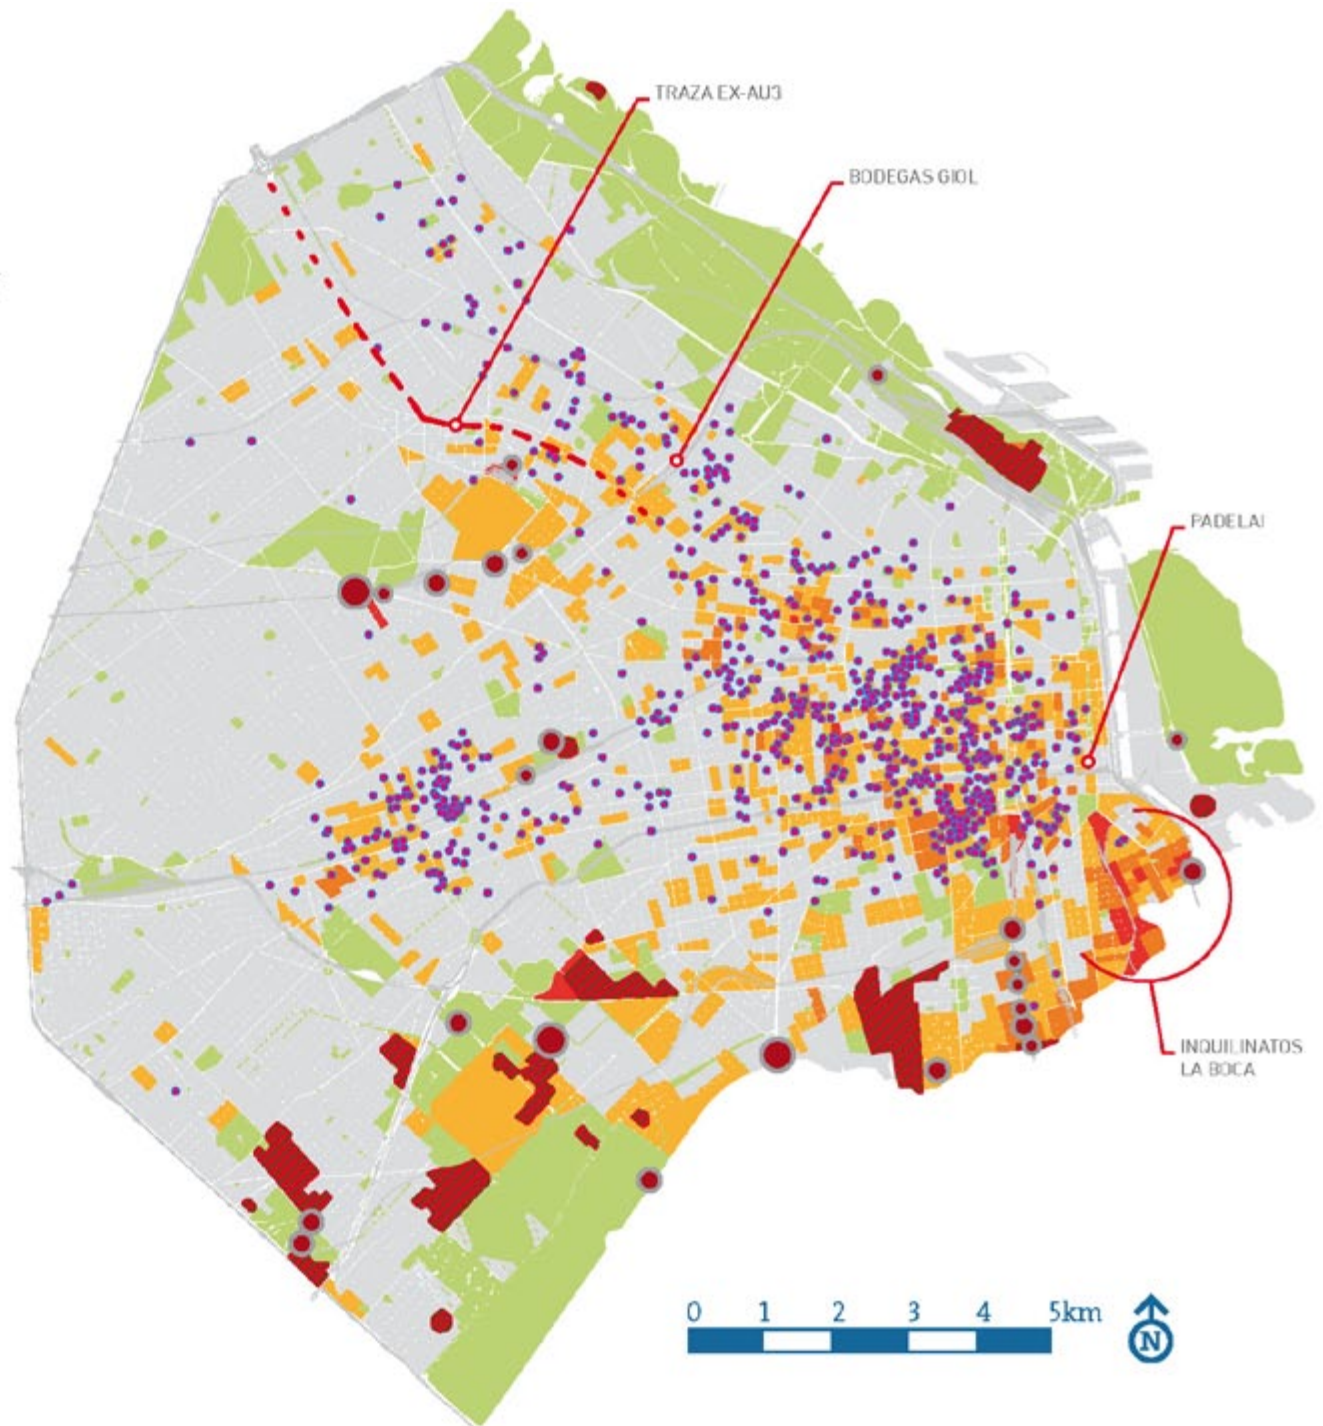 TRAZA EX-AU3
BODEGAS GIOL
PADELAI
INQUILINATOS
LA BOCA
0 1 2 3 4 5km
N